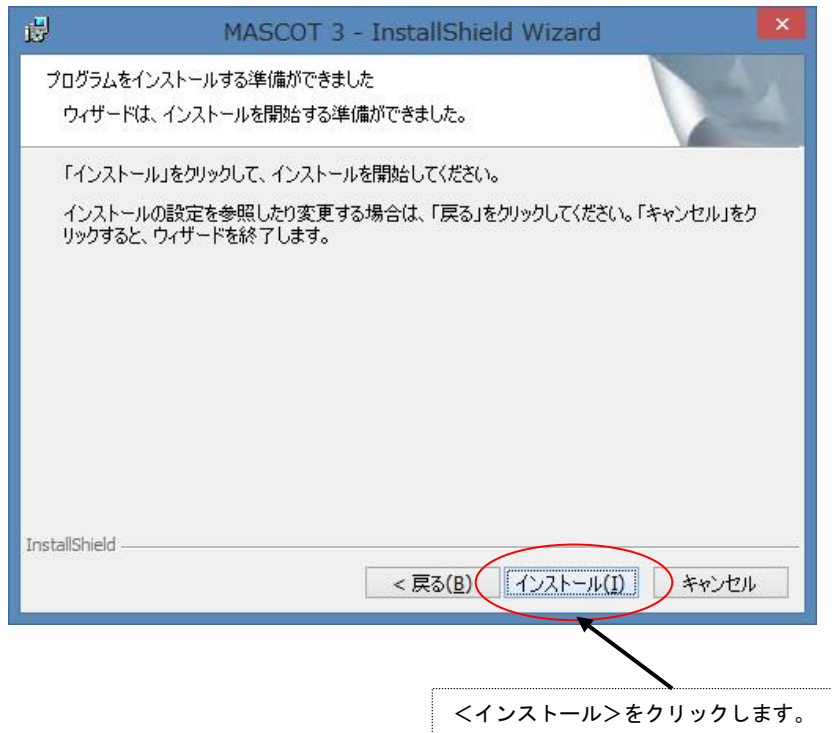 MASCOT 3 - InstallShield Wizard
プログラムをインストールする準備ができました
ウィザードは、インストールを開始する準備ができました。
「インストール」をクリックして、インストールを開始してください。
インストールの設定を参照したり変更する場合は、「戻る」をクリックしてください。「キャンセル」をク
リックすると、ウィザードを終了します。
InstallShield
< 戻る(B)
インストール(I)
キャンセル
＜インストール＞をクリックします。